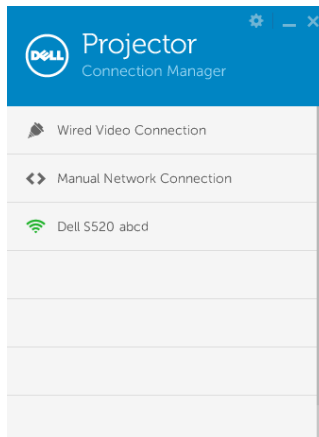 DELL
Projector
Connection Manager
Wired Video Connection
Manual Network Connection
Dell S520 abcd